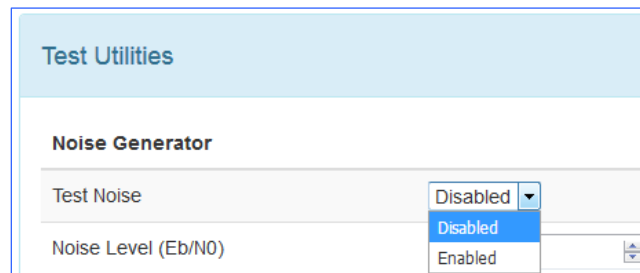 Test Utilities
Noise Generator
Test Noise Disabled
Disabled
Noise Level (Eb/N0) Enabled